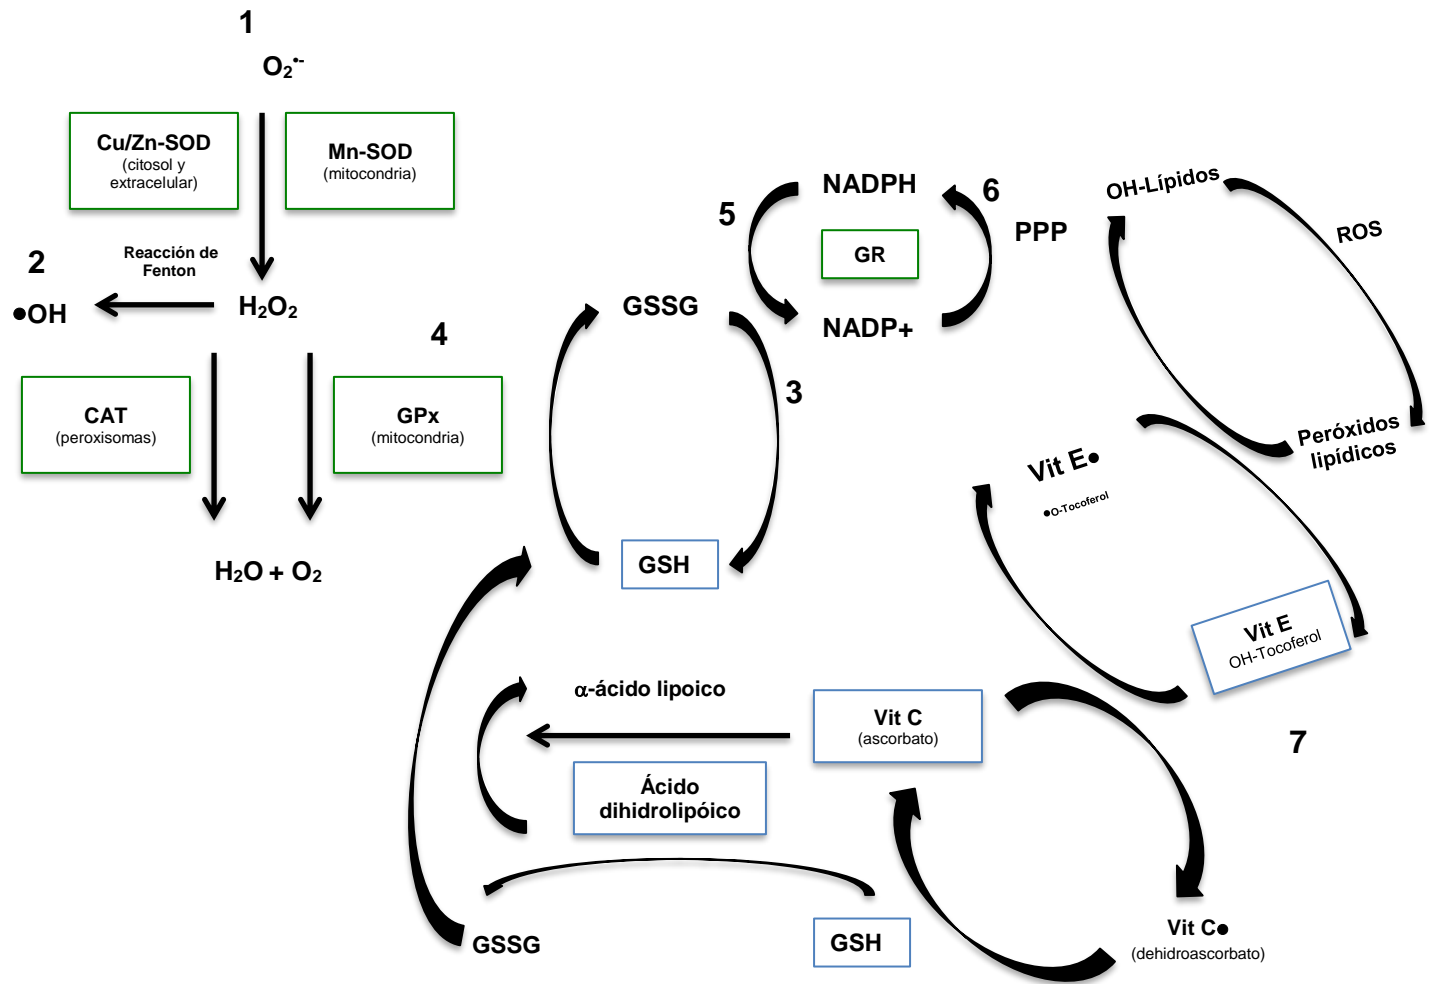 1
O₂•-
Cu/Zn-SOD
(citosol y
extracelular)
Mn-SOD
(mitocondria)
2
Reacción de
Fenton
●OH
H₂O₂
4
CAT
(peroxisomas)
GPx
(mitocondria)
H₂O + O₂
GSSG
3
GSH
5
NADPH
GR
NADP+
6
PPP
OH-Lípidos
ROS
Peróxidos
lipídicos
Vit E●
●O-Tocoferol
Vit E
OH-Tocoferol
7
α-ácido lipoico
Ácido
dihidrolipóico
Vit C
(ascorbato)
GSSG
GSH
Vit C●
(dehidroascorbato)